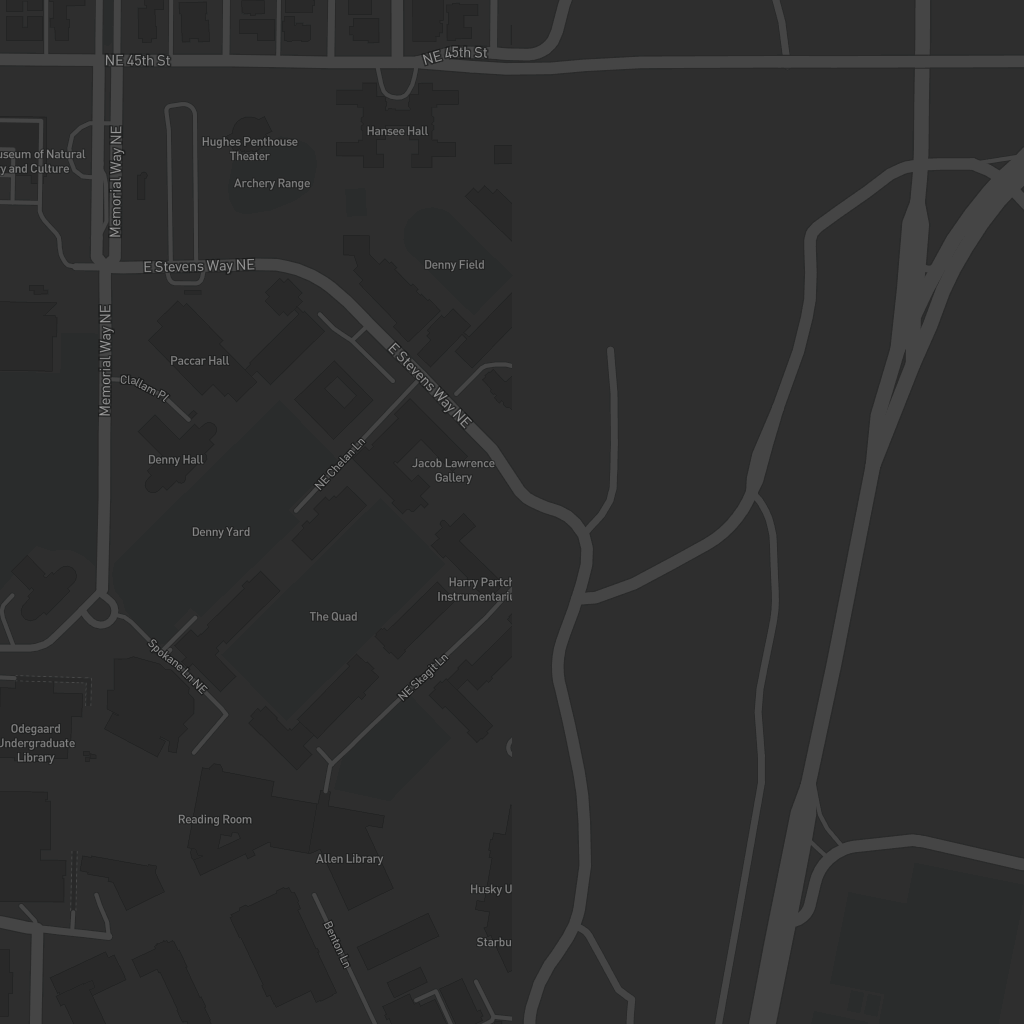 NE 45th St
NE 45th St
Hansee Hall
Hughes Penthouse
Theater
useum of Natural
y and Culture
Memorial Way NE
Archery Range
E Stevens Way NE
Denny Field
Memorial Way NE
Paccar Hall
Clallam Pl
E Stevens Way NE
Denny Hall
NE Chelan Ln
Jacob Lawrence
Gallery
Denny Yard
Harry Partch
Instrumentariu
The Quad
Spokane Ln NE
NE Skagit Ln
Odegaard
Undergraduate
Library
Reading Room
Allen Library
Husky U
Benton Ln
Starbu